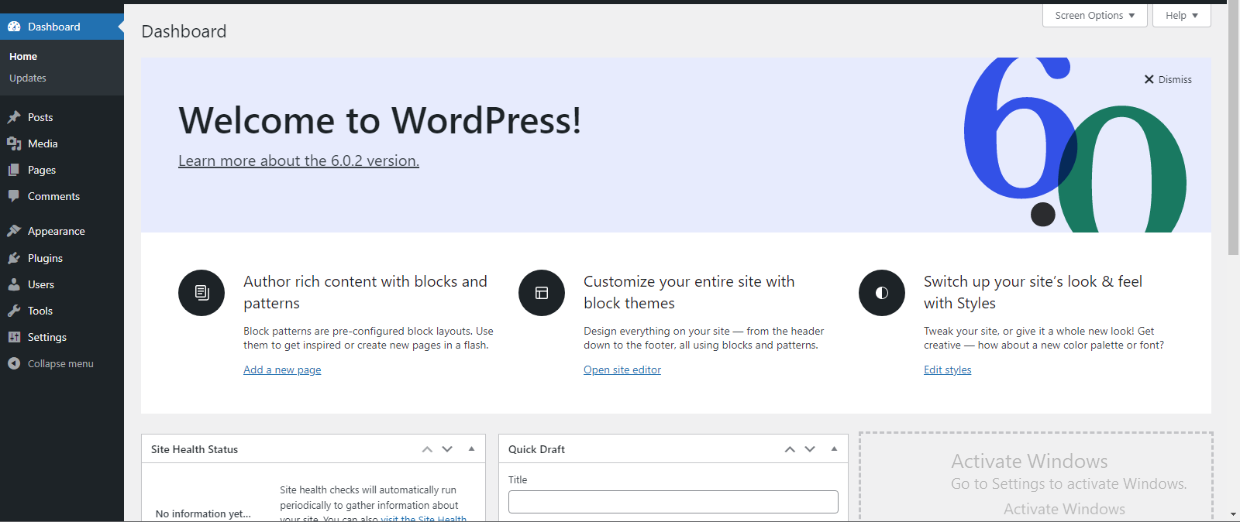 Dashboard
Home
Updates
Posts
Media
Pages
Comments
Appearance
Plugins
Users
Tools
Settings
Collapse menu
Screen Options
Help
Dashboard
Dismiss
Welcome to WordPress!
Learn more about the 6.0.2 version.
6.0
Author rich content with blocks and
patterns
Block patterns are pre-configured block layouts. Use
them to get inspired or create new pages in a flash.
Add a new page
Customize your entire site with
block themes
Design everything on your site — from the header
down to the footer, all using blocks and patterns.
Open site editor
Switch up your site’s look & feel
with Styles
Tweak your site, or give it a whole new look! Get
creative — how about a new color palette or font?
Edit styles
Site Health Status
No information yet...
Site health checks will automatically run
periodically to gather information about
your site. You can also visit the Site Health
Quick Draft
Title
Activate Windows
Go to Settings to activate Windows.
Activate Windows